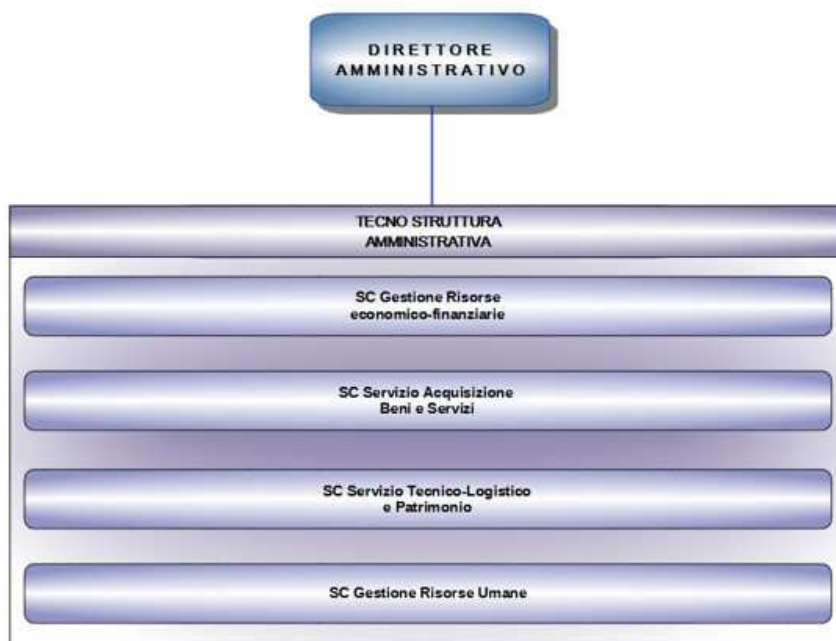 DIRETTORE
AMMINISTRATIVO
TECNO STRUTTURA
AMMINISTRATIVA
SC Gestione Risorse
economico-finanziarie
SC Servizio Acquisizione
Beni e Servizi
SC Servizio Tecnico-Logistico
e Patrimonio
SC Gestione Risorse Umane